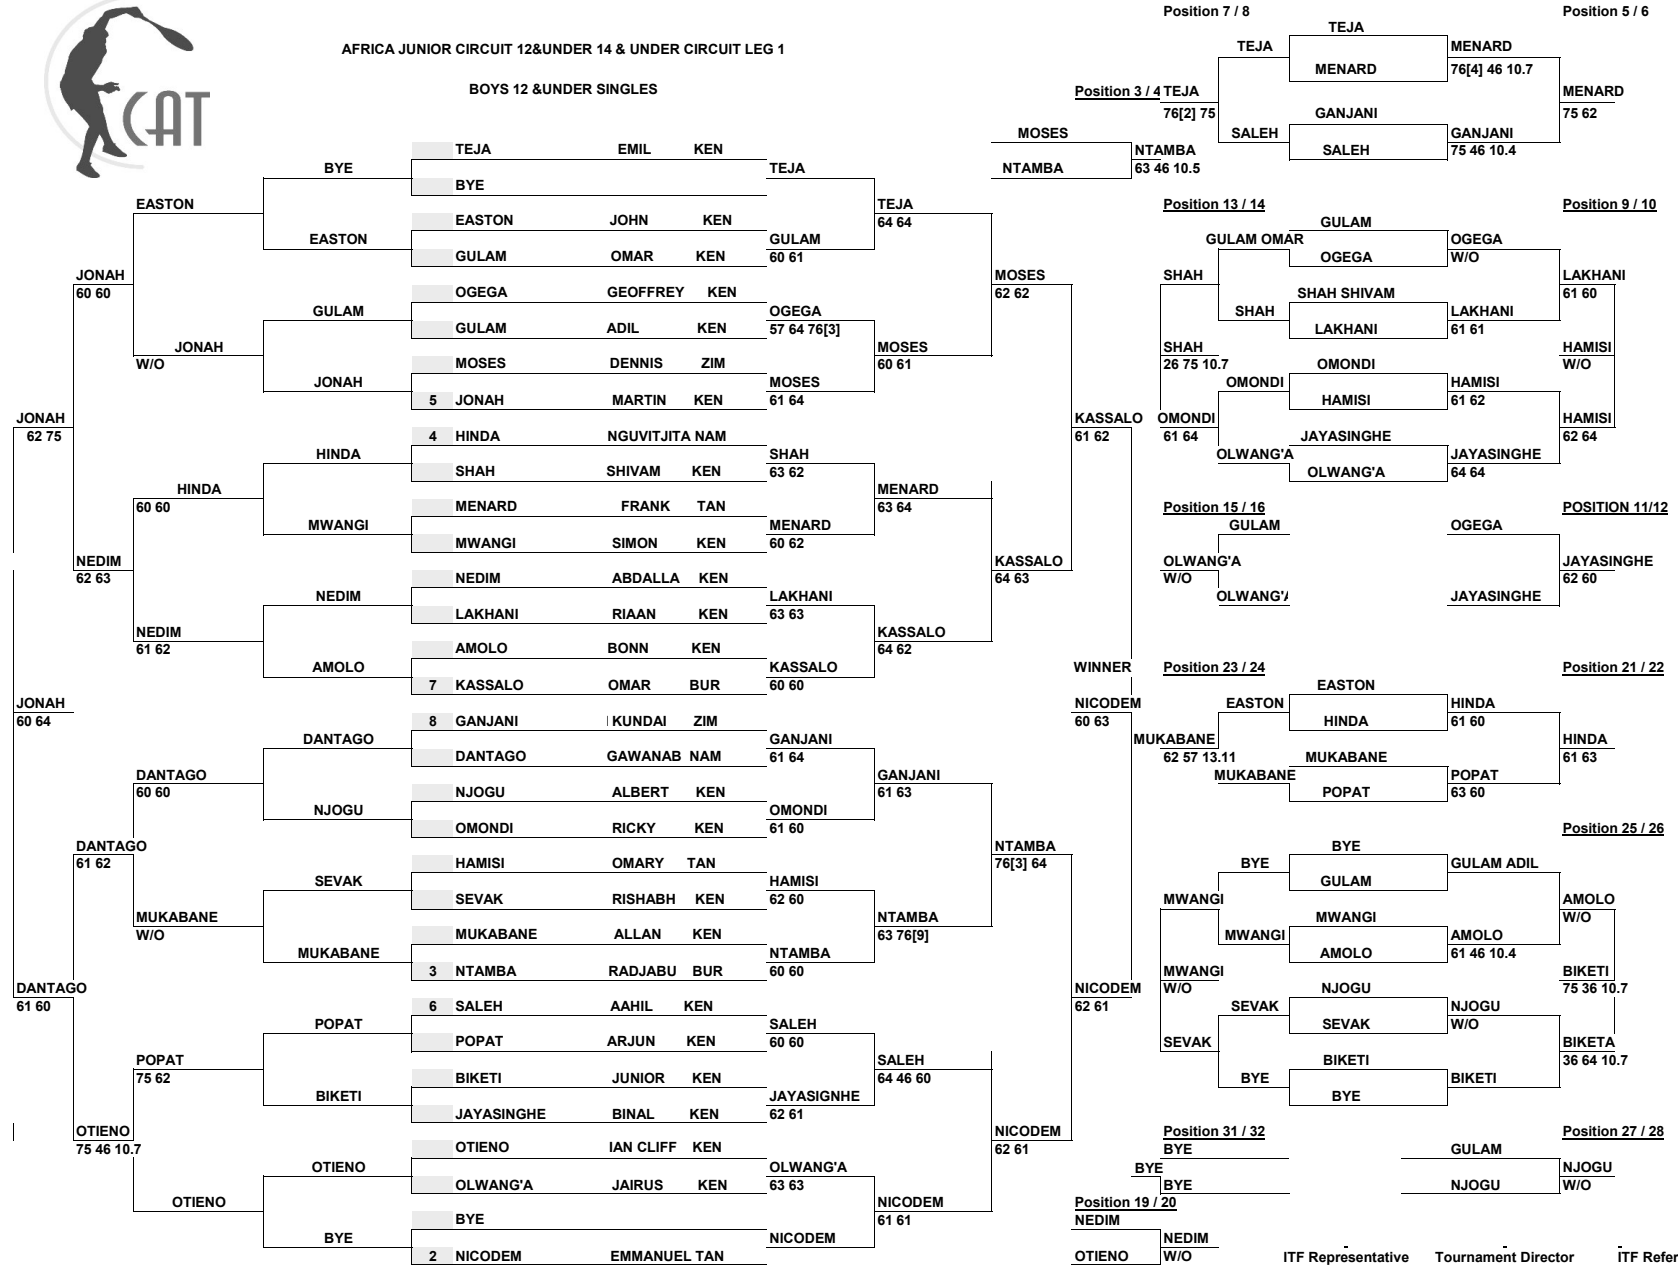 CAT
AFRICA JUNIOR CIRCUIT 12&UNDER 14 & UNDER CIRCUIT LEG 1
BOYS 12 &UNDER SINGLES
Position 7 / 8 Position 5 / 6
TEJA
TEJA MENARD
MENARD 76[4] 46 10.7
Position 3 / 4 TEJA MENARD
76[2] 75 GANJANI 75 62
MOSES SALEH GANJANI
TEJA EMIL KEN NTAMBA SALEH 75 46 10.4
BYE TEJA NTAMBA 63 46 10.5
BYE
EASTON TEJA Position 13 / 14 Position 9 / 10
EASTON JOHN KEN 64 64 GULAM
EASTON GULAM GULAM OMAR OGEGA
GULAM OMAR KEN 60 61 OGEGA W/O
JONAH MOSES SHAH LAKHANI
60 60 OGEGA GEOFFREY KEN 62 62 SHAH SHIVAM 61 60
GULAM OGEGA SHAH LAKHANI
GULAM ADIL KEN 57 64 76[3] LAKHANI 61 61
JONAH MOSES SHAH HAMISI
W/O MOSES DENNIS ZIM 60 61 26 75 10.7 OMONDI W/O
JONAH MOSES OMONDI HAMISI
5 JONAH MARTIN KEN 61 64 HAMISI 61 62
JONAH KASSALO OMONDI HAMISI
62 75 4 HINDA NGUVITJITA NAM 61 62 61 64 JAYASINGHE 62 64
HINDA SHAH OLWANG'A JAYASINGHE
SHAH SHIVAM KEN 63 62 OLWANG'A 64 64
HINDA MENARD
60 60 MENARD FRANK TAN 63 64 Position 15 / 16 POSITION 11/12
MWANGI MENARD GULAM OGEGA
MWANGI SIMON KEN 60 62
NEDIM KASSALO OLWANG'A JAYASINGHE
62 63 NEDIM ABDALLA KEN 64 63 W/O 62 60
NEDIM LAKHANI OLWANG'A JAYASINGHE
LAKHANI RIAAN KEN 63 63
NEDIM KASSALO
61 62 AMOLO BONN KEN 64 62
AMOLO KASSALO WINNER Position 23 / 24 Position 21 / 22
7 KASSALO OMAR BUR 60 60 EASTON
JONAH NICODEM EASTON HINDA
60 64 8 GANJANI KUNDAI ZIM 60 63 HINDA 61 60
DANTAGO GANJANI MUKABANE HINDA
DANTAGO GAWANAB NAM 61 64 62 57 13.11 MUKABANE 61 63
DANTAGO GANJANI MUKABANE POPAT
60 60 NJOGU ALBERT KEN 61 63 POPAT 63 60
NJOGU OMONDI
OMONDI RICKY KEN 61 60 Position 25 / 26
DANTAGO NTAMBA BYE
61 62 HAMISI OMARY TAN 76[3] 64 BYE GULAM ADIL
SEVAK HAMISI GULAM
SEVAK RISHABH KEN 62 60 MWANGI AMOLO
MUKABANE NTAMBA MWANGI W/O
W/O MUKABANE ALLAN KEN 63 76[9] MWANGI AMOLO
MUKABANE NTAMBA AMOLO 61 46 10.4
3 NTAMBA RADJABU BUR 60 60 MWANGI BIKETI
DANTAGO NICODEM W/O NJOGU 75 36 10.7
61 60 6 SALEH AAHIL KEN 62 61 SEVAK NJOGU
POPAT SALEH SEVAK W/O
POPAT ARJUN KEN 60 60 SEVAK BIKETA
POPAT SALEH BIKETI 36 64 10.7
75 62 BIKETI JUNIOR KEN 64 46 60 BYE BIKETI
BIKETI JAYASIGNHE BYE
JAYASINGHE BINAL KEN 62 61
OTIENO NICODEM Position 31 / 32 Position 27 / 28
75 46 10.7 OTIENO IAN CLIFF KEN 62 61 BYE GULAM
OTIENO OLWANG'A BYE NJOGU
OLWANG'A JAIRUS KEN 63 63 BYE NJOGU W/O
OTIENO NICODEM Position 19 / 20
BYE 61 61 NEDIM
BYE NICODEM NEDIM
2 NICODEM EMMANUEL TAN OTIENO W/O ITF Representative Tournament Director ITF Refer